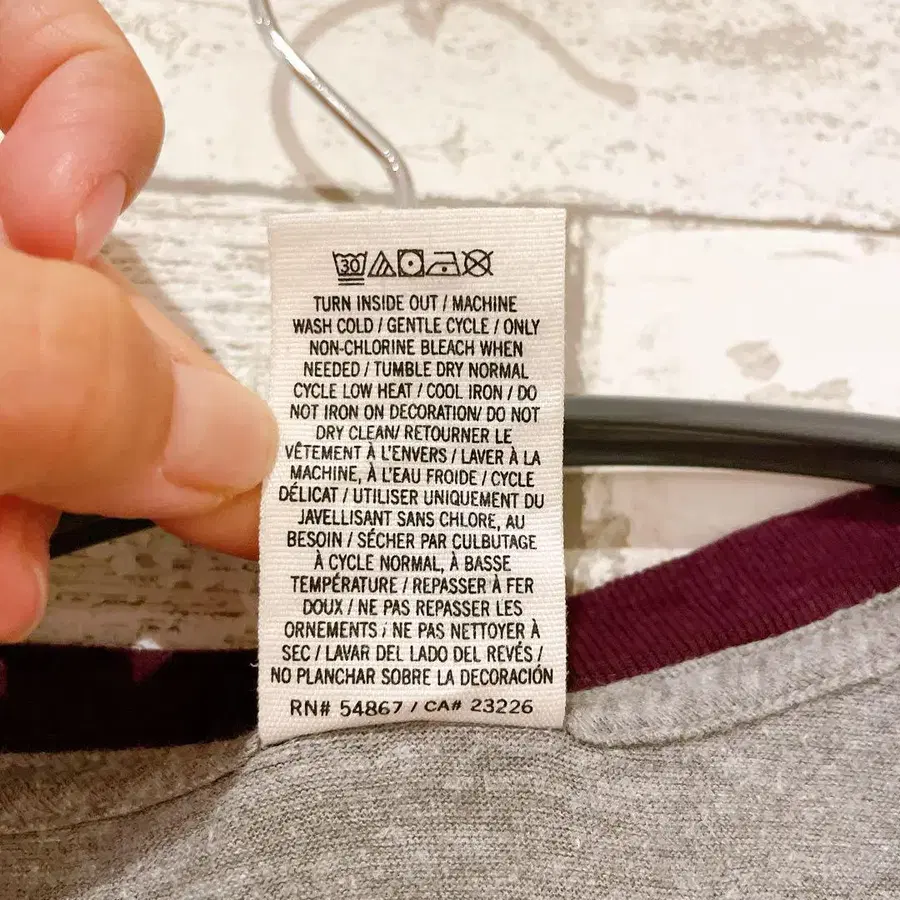 30
TURN INSIDE OUT / MACHINE
WASH COLD / GENTLE CYCLE / ONLY
NON-CHLORINE BLEACH WHEN
NEEDED / TUMBLE DRY NORMAL
CYCLE LOW HEAT / COOL IRON / DO
NOT IRON ON DECORATION/ DO NOT
DRY CLEAN/ RETOURNER LE
VÊTEMENT À L'ENVERS / LAVER À LA
MACHINE, À L'EAU FROIDE / CYCLE
DÉLICAT / UTILISER UNIQUEMENT DU
JAVELLISANT SANS CHLORE, AU
BESOIN / SÉCHER PAR CULBUTAGE
À CYCLE NORMAL, À BASSE
TEMPÉRATURE / REPASSER À FER
DOUX / NE PAS REPASSER LES
ORNEMENTS / NE PAS NETTOYER À
SEC / LAVAR DEL LADO DEL REVÉS /
NO PLANCHAR SOBRE LA DECORACIÓN
RN# 54867 / CA# 23226